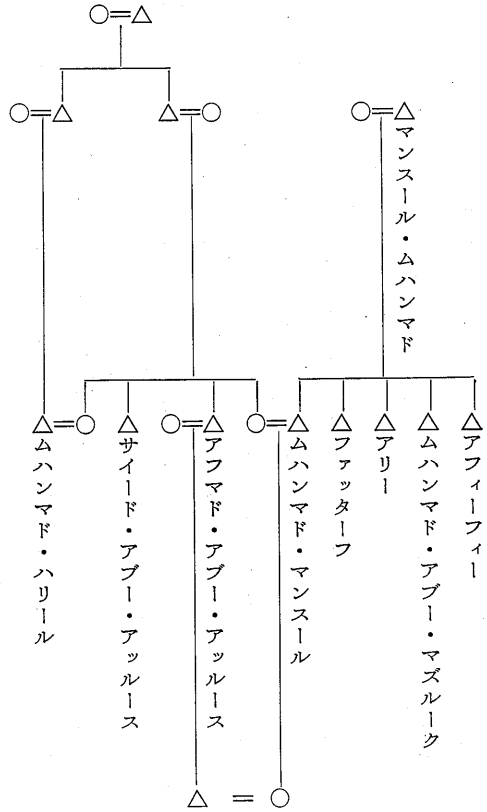 マンスール・ムハンマド
アフィーフィー
ムハンマド・アブー・マズルーク
アリー
ファッターフ
ムハンマド・マンスール
アフマド・アブー・アッルース
サイード・アブー・アッルース
ムハンマド・ハリール